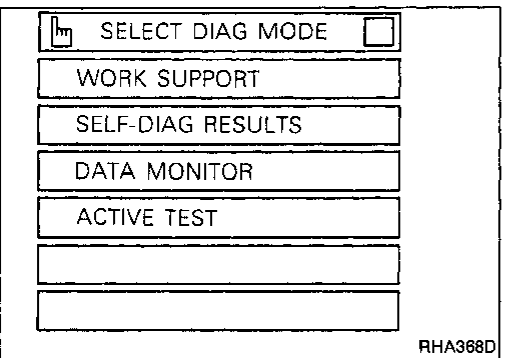 SELECT DIAG MODE
WORK SUPPORT
SELF-DIAG RESULTS
DATA MONITOR
ACTIVE TEST
RHA368D